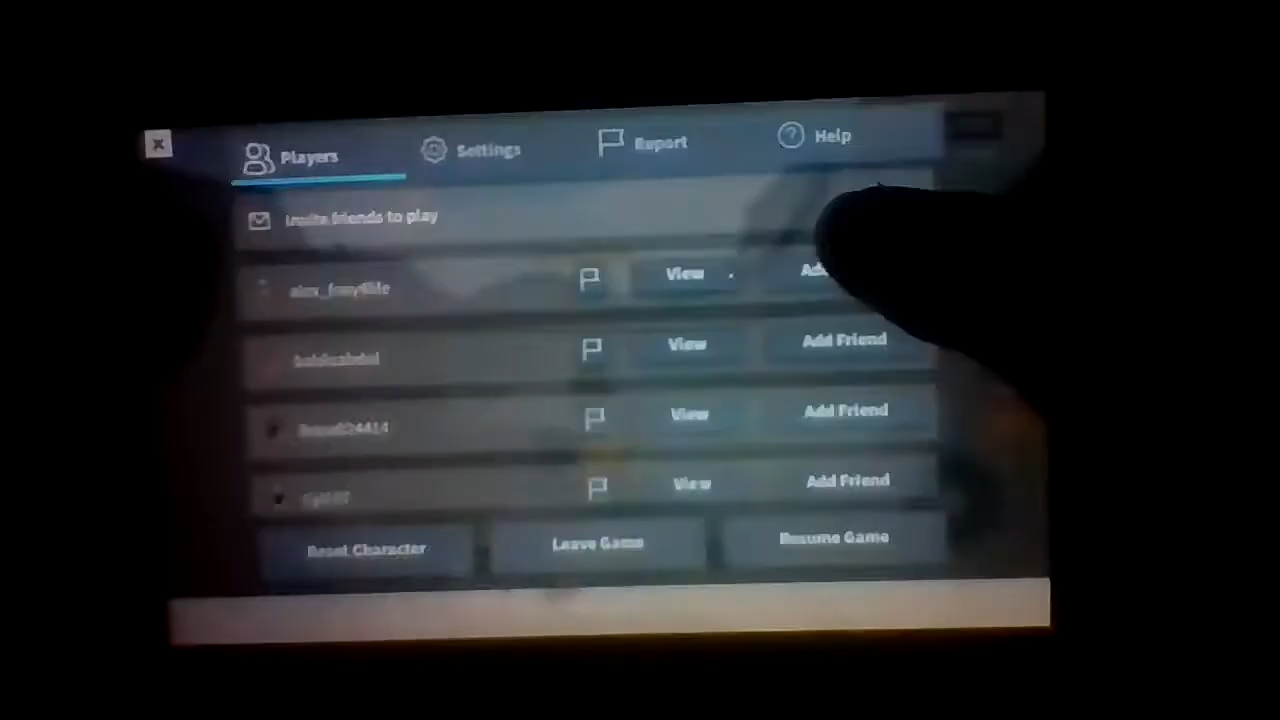 Players
Settings
Report
Help
Invite friends to play
View
View
Add Friend
View
Add Friend
View
Add Friend
Reset Character
Leave Game
Resume Game